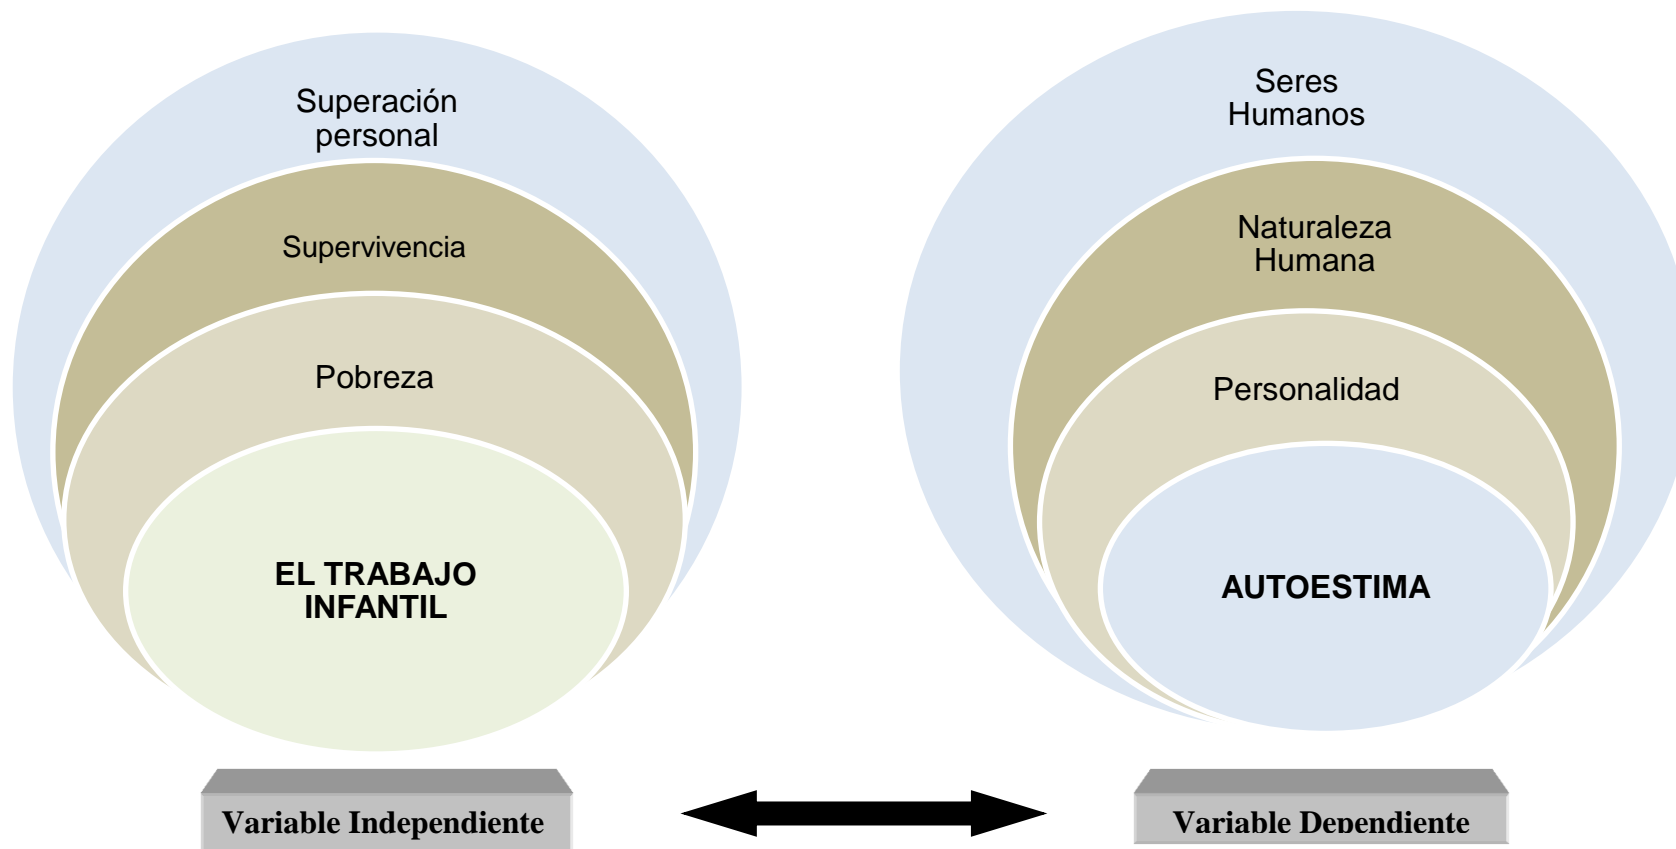 Superación
personal
Supervivencia
Pobreza
EL TRABAJO
INFANTIL
Variable Independiente
Seres
Humanos
Naturaleza
Humana
Personalidad
AUTOESTIMA
Variable Dependiente